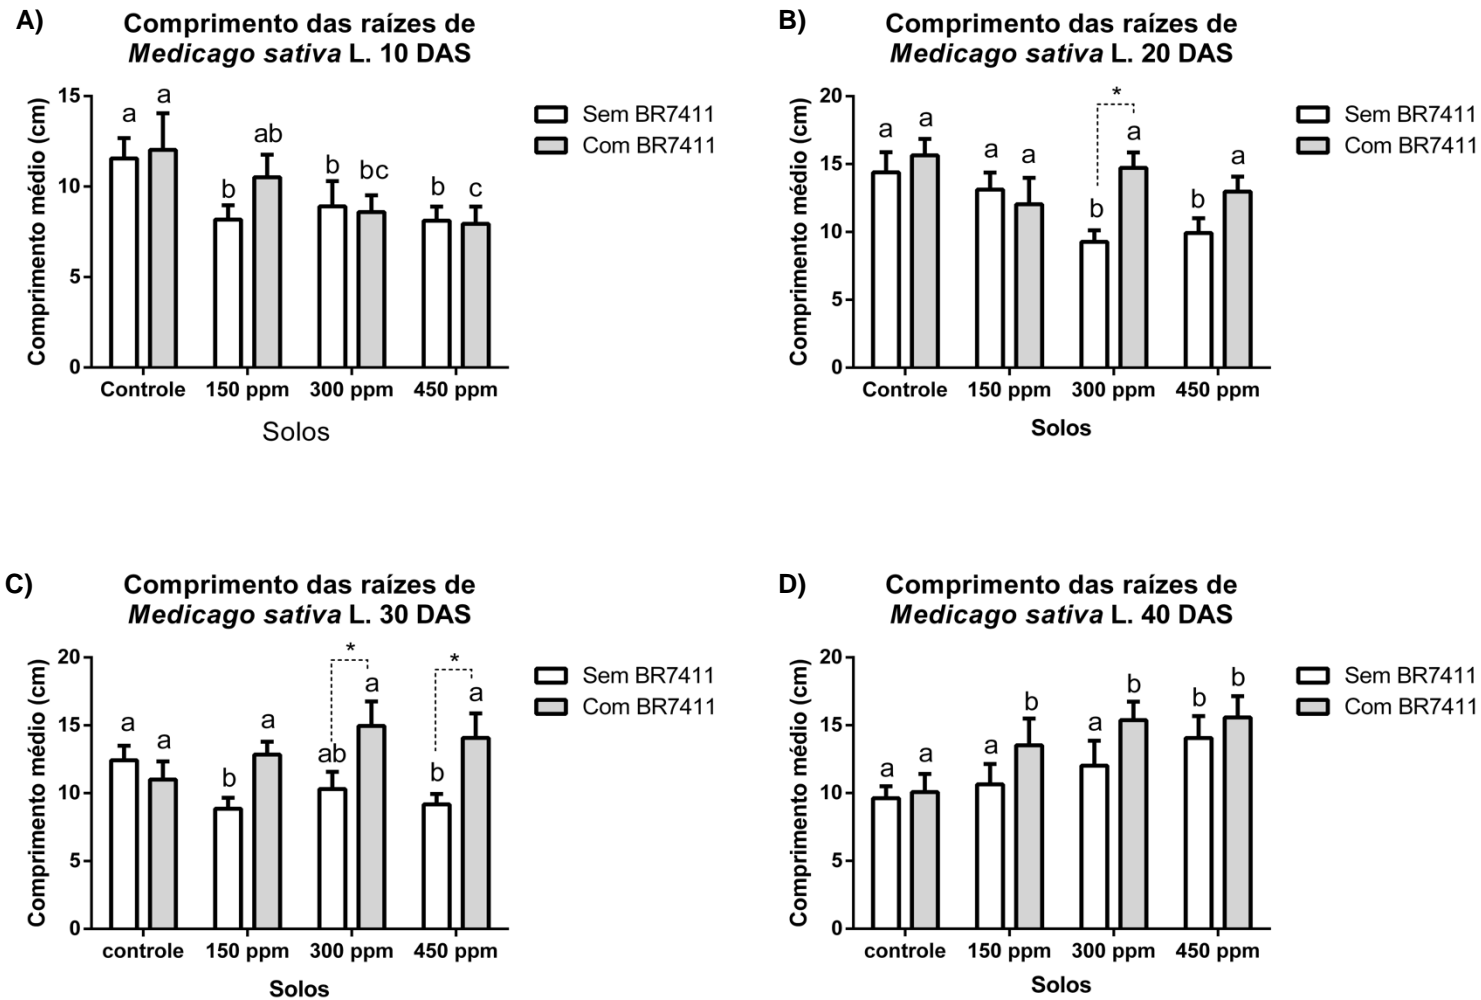 A)
Comprimento das raízes de
Medicago sativa L. 10 DAS
Comprimento médio (cm)
15
10
5
0
a a
b ab
b bc
b c
Controle 150 ppm 300 ppm 450 ppm
Solos
Sem BR7411
Com BR7411
B)
Comprimento das raízes de
Medicago sativa L. 20 DAS
Comprimento médio (cm)
20
15
10
5
0
a a
a a
*
b a
b a
Controle 150 ppm 300 ppm 450 ppm
Solos
Sem BR7411
Com BR7411
C)
Comprimento das raízes de
Medicago sativa L. 30 DAS
Comprimento médio (cm)
20
15
10
5
0
a a
b a
*
ab a
*
b a
controle 150 ppm 300 ppm 450 ppm
Solos
Sem BR7411
Com BR7411
D)
Comprimento das raízes de
Medicago sativa L. 40 DAS
Comprimento médio (cm)
20
15
10
5
0
a a
a b
a b
b b
controle 150 ppm 300 ppm 450 ppm
Solos
Sem BR7411
Com BR7411